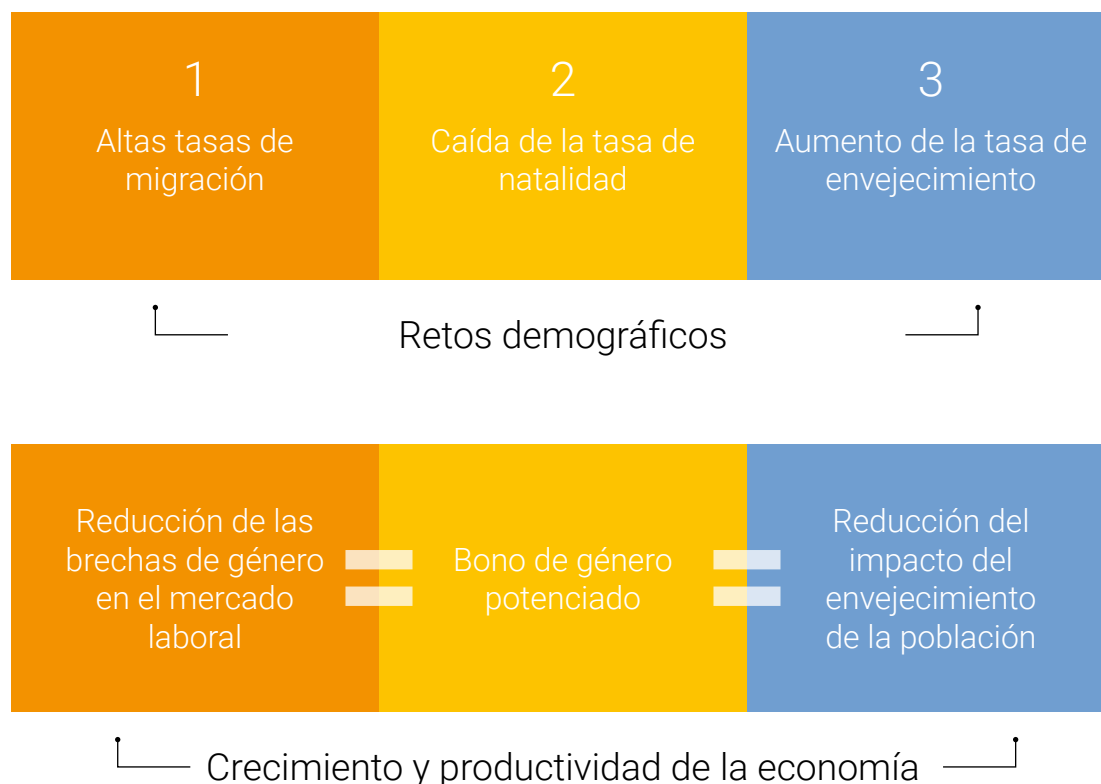 1
Altas tasas de
migración
2
Caída de la tasa de
natalidad
3
Aumento de la tasa de
envejecimiento
Retos demográficos
Reducción de las
brechas de género
en el mercado
laboral
=
Bono de género
potenciado
=
Reducción del
impacto del
envejecimiento
de la población
Crecimiento y productividad de la economía